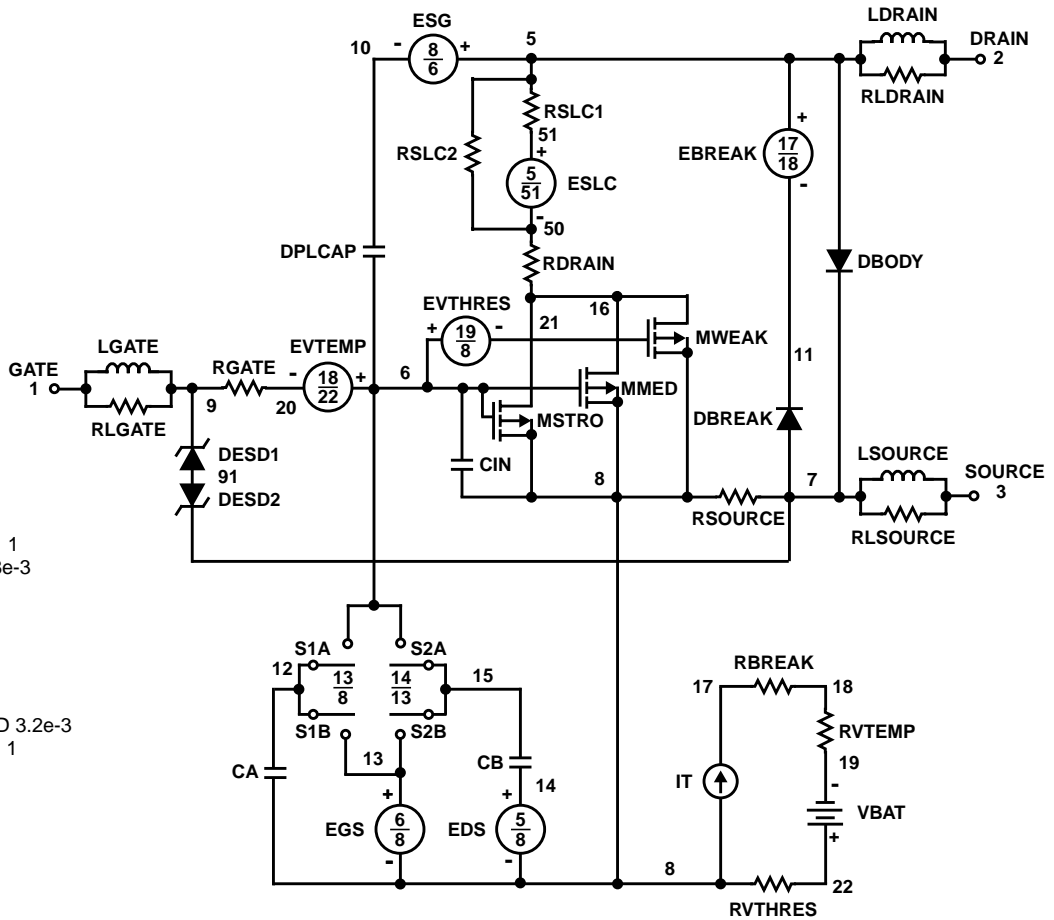 LDRAIN
DRAIN
2
RLDRAIN
ESG
10
-
8
6
+
5
RSLC1
51
RSLC2
+
5
51
ESLC
-
50
+
17
18
EBREAK
-
DPLCAP
RDRAIN
DBODY
EVTHRES
+
19
8
-
21
16
MWEAK
11
LGATE
GATE
1
RLGATE
9
RGATE
20
EVTEMP
-
18
22
+
6
MMED
MSTRO
DBREAK
DESD1
91
DESD2
CIN
8
RSOURCE
7
LSOURCE
SOURCE
3
RLSOURCE
1
e-3
S1A
S2A
12
13
8
14
13
15
S1B
S2B
13
CA
CB
14
+
EGS
6
8
-
+
EDS
5
8
-
D 3.2e-3
1
RBREAK
17
18
RVTEMP
19
IT
-
VBAT
+
8
22
RVTHRES